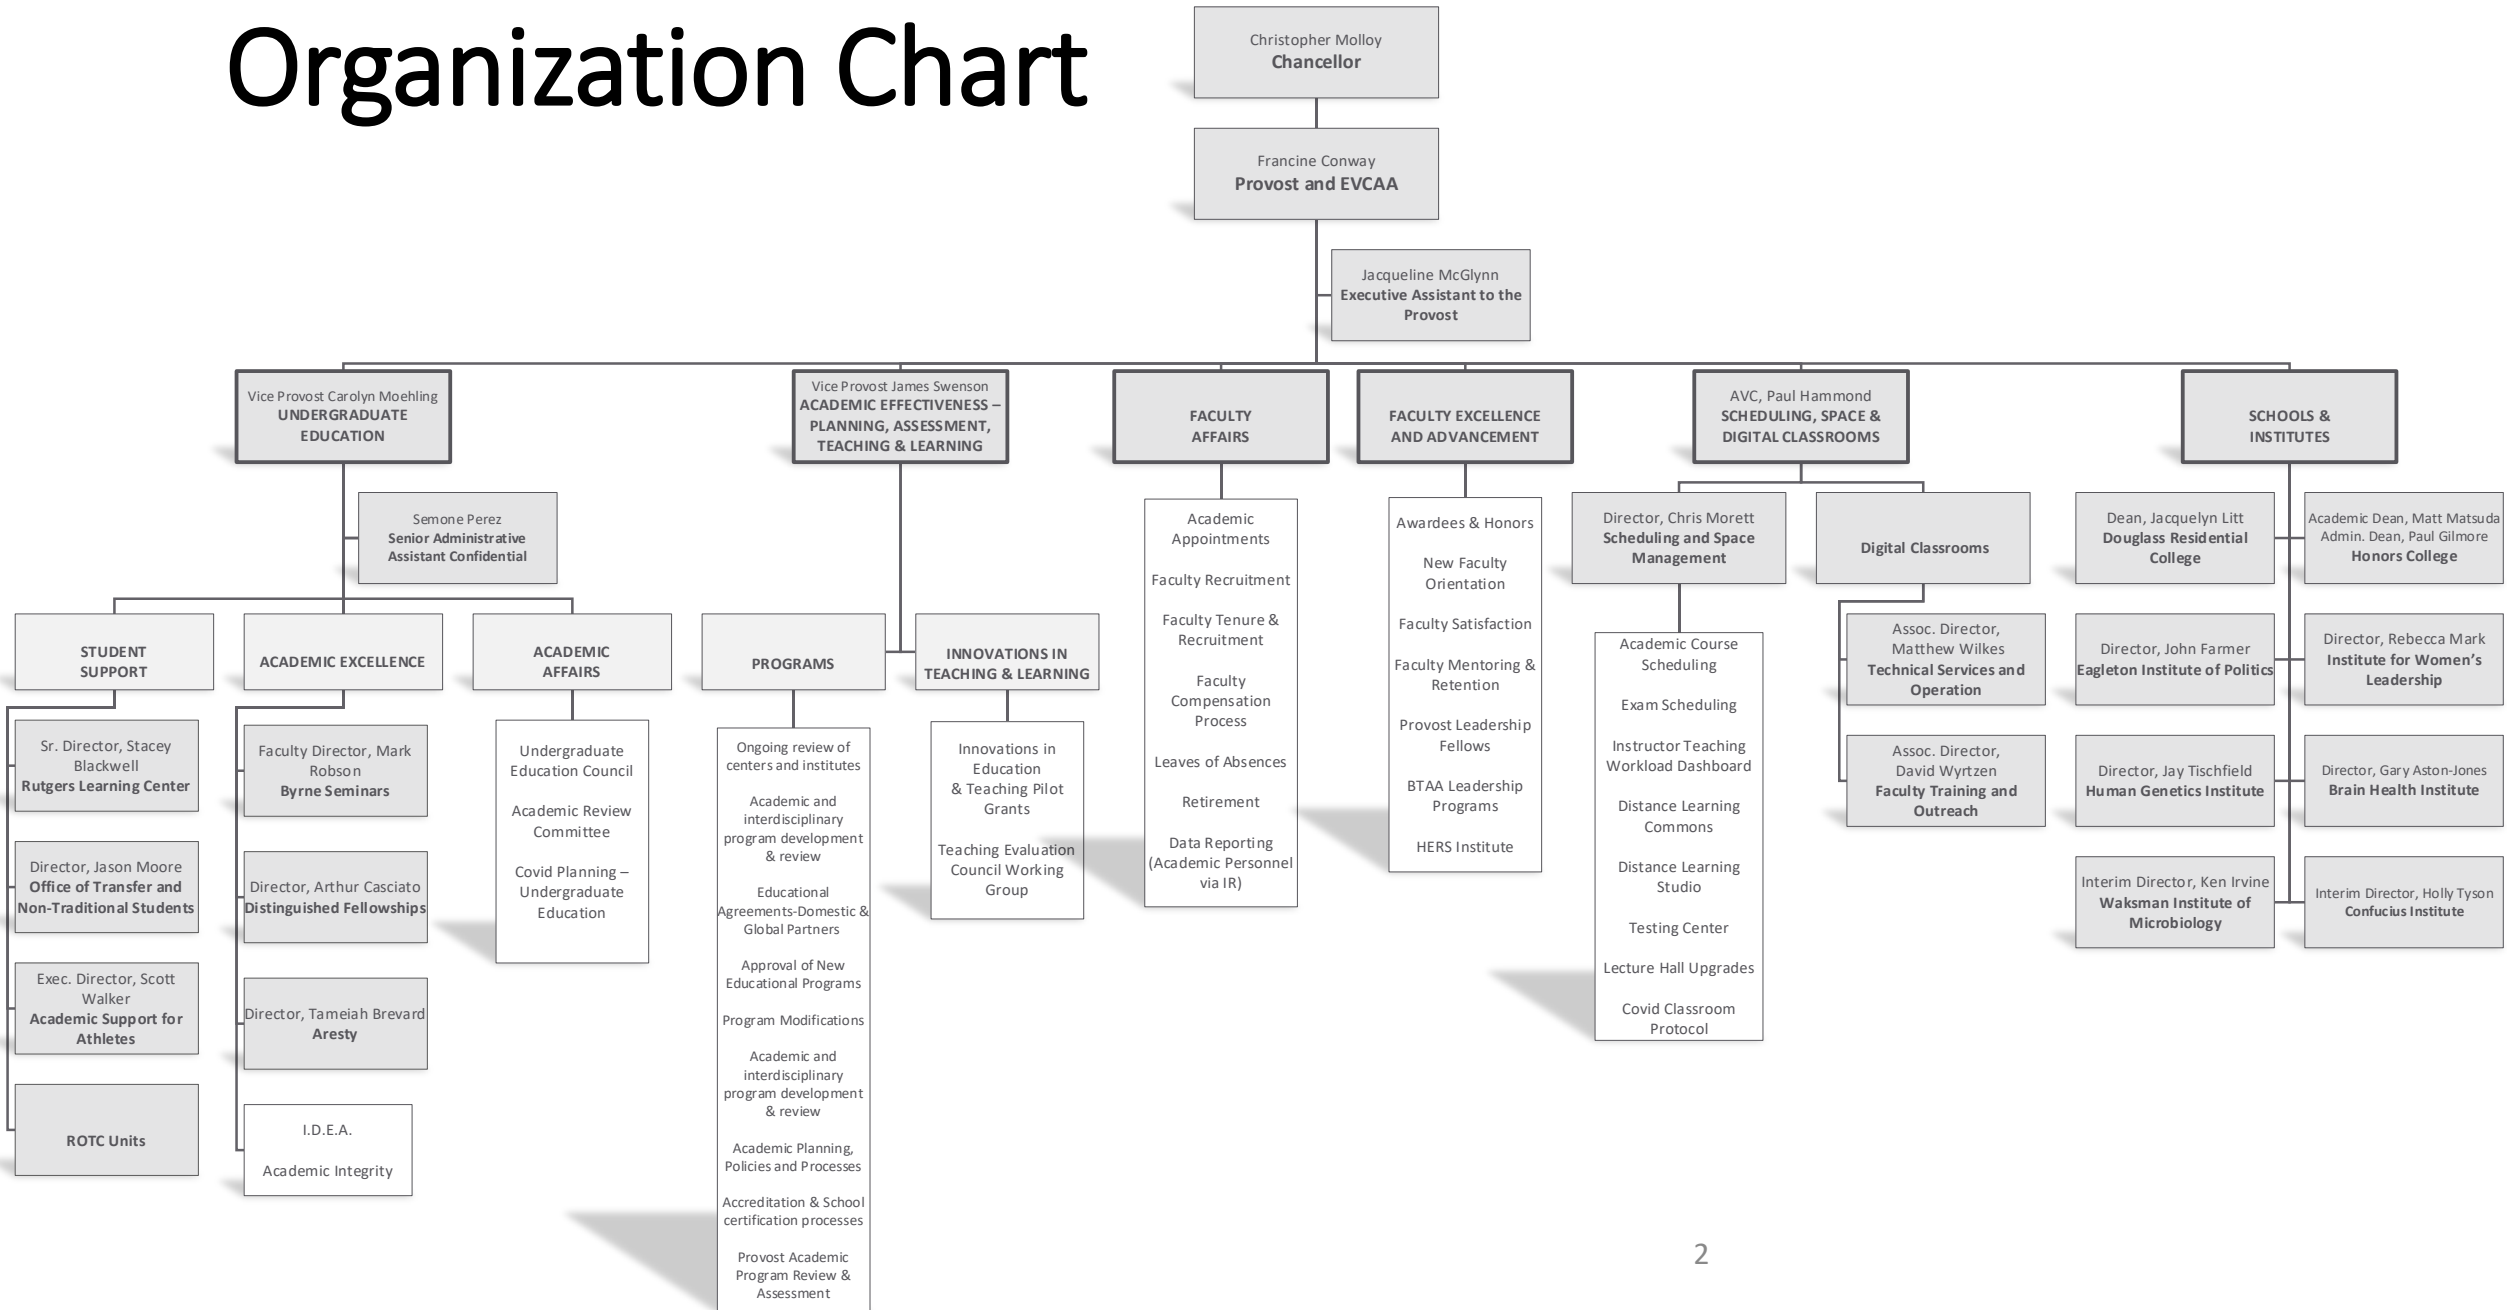 Organization Chart
Christopher Molloy
Chancellor
Francine Conway
Provost and EVCAA
Jacqueline McGlynn
Executive Assistant to the
Provost
Vice Provost Carolyn Moehling
UNDERGRADUATE
EDUCATION
Vice Provost James Swenson
ACADEMIC EFFECTIVENESS –
PLANNING, ASSESSMENT,
TEACHING & LEARNING
FACULTY
AFFAIRS
FACULTY EXCELLENCE
AND ADVANCEMENT
AVC, Paul Hammond
SCHEDULING, SPACE &
DIGITAL CLASSROOMS
SCHOOLS &
INSTITUTES
Semone Perez
Senior Administrative
Assistant Confidential
STUDENT
SUPPORT
Sr. Director, Stacey
Blackwell
Rutgers Learning Center
Director, Jason Moore
Office of Transfer and
Non-Traditional Students
Exec. Director, Scott
Walker
Academic Support for
Athletes
ROTC Units
ACADEMIC EXCELLENCE
Faculty Director, Mark
Robson
Byrne Seminars
Director, Arthur Casciato
Distinguished Fellowships
Director, Tameiah Brevard
Aresty
I.D.E.A.
Academic Integrity
ACADEMIC
AFFAIRS
Undergraduate
Education Council
Academic Review
Committee
Covid Planning –
Undergraduate
Education
PROGRAMS
Ongoing review of
centers and institutes
Academic and
interdisciplinary
program development
& review
Educational
Agreements-Domestic &
Global Partners
Approval of New
Educational Programs
Program Modifications
Academic and
interdisciplinary
program development
& review
Academic Planning,
Policies and Processes
Accreditation & School
certification processes
Provost Academic
Program Review &
Assessment
INNOVATIONS IN
TEACHING & LEARNING
Innovations in
Education
& Teaching Pilot
Grants
Teaching Evaluation
Council Working
Group
Academic
Appointments
Faculty Recruitment
Faculty Tenure &
Recruitment
Faculty
Compensation
Process
Leaves of Absences
Retirement
Data Reporting
(Academic Personnel
via IR)
Awardees & Honors
New Faculty
Orientation
Faculty Satisfaction
Faculty Mentoring &
Retention
Provost Leadership
Fellows
BTAA Leadership
Programs
HERS Institute
Director, Chris Morett
Scheduling and Space
Management
Academic Course
Scheduling
Exam Scheduling
Instructor Teaching
Workload Dashboard
Distance Learning
Commons
Distance Learning
Studio
Testing Center
Lecture Hall Upgrades
Covid Classroom
Protocol
Digital Classrooms
Assoc. Director,
Matthew Wilkes
Technical Services and
Operation
Assoc. Director,
David Wyrtzen
Faculty Training and
Outreach
Dean, Jacquelyn Litt
Douglass Residential
College
Academic Dean, Matt Matsuda
Admin. Dean, Paul Gilmore
Honors College
Director, John Farmer
Eagleton Institute of Politics
Director, Rebecca Mark
Institute for Women’s
Leadership
Director, Jay Tischfield
Human Genetics Institute
Director, Gary Aston-Jones
Brain Health Institute
Interim Director, Ken Irvine
Waksman Institute of
Microbiology
Interim Director, Holly Tyson
Confucius Institute
2